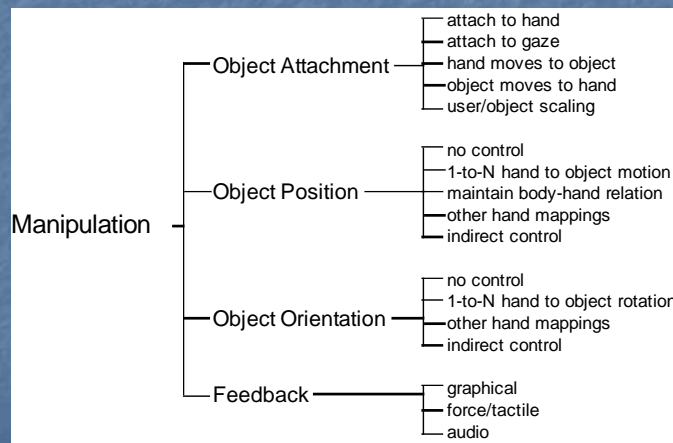 Manipulation
Object Attachment
attach to hand
attach to gaze
hand moves to object
object moves to hand
user/object scaling
Object Position
no control
1-to-N hand to object motion
maintain body-hand relation
other hand mappings
indirect control
Object Orientation
no control
1-to-N hand to object rotation
other hand mappings
indirect control
Feedback
graphical
force/tactile
audio